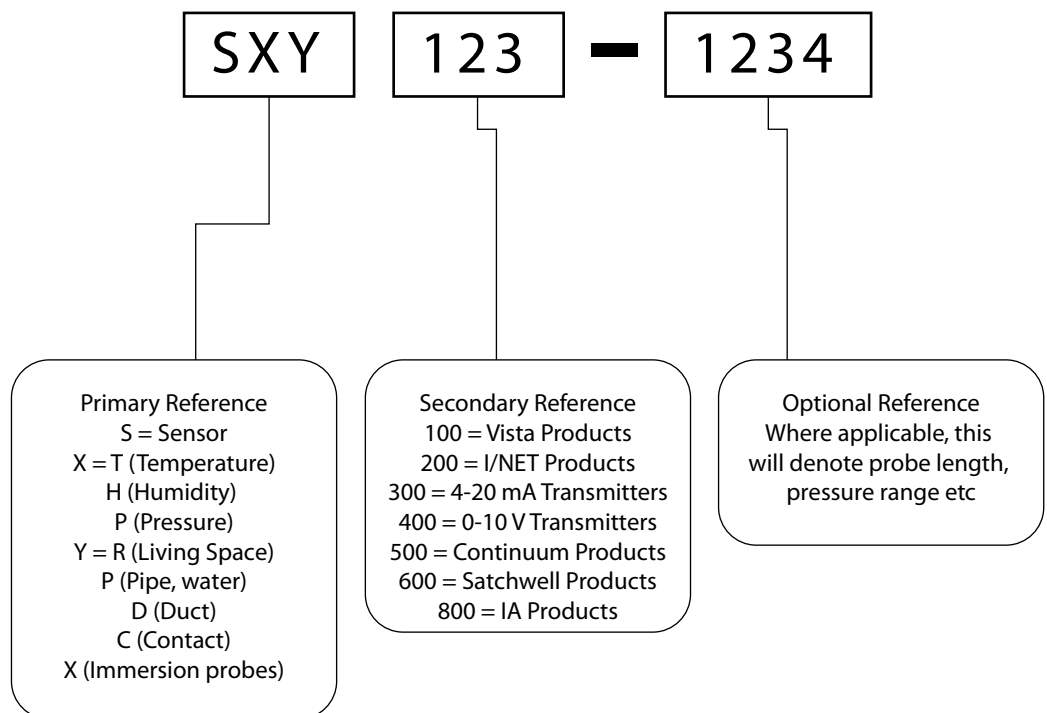 SXY 123 – 1234
Primary Reference
S = Sensor
X = T (Temperature)
H (Humidity)
P (Pressure)
Y = R (Living Space)
P (Pipe, water)
D (Duct)
C (Contact)
X (Immersion probes)
Secondary Reference
100 = Vista Products
200 = I/NET Products
300 = 4-20 mA Transmitters
400 = 0-10 V Transmitters
500 = Continuum Products
600 = Satchwell Products
800 = IA Products
Optional Reference
Where applicable, this
will denote probe length,
pressure range etc